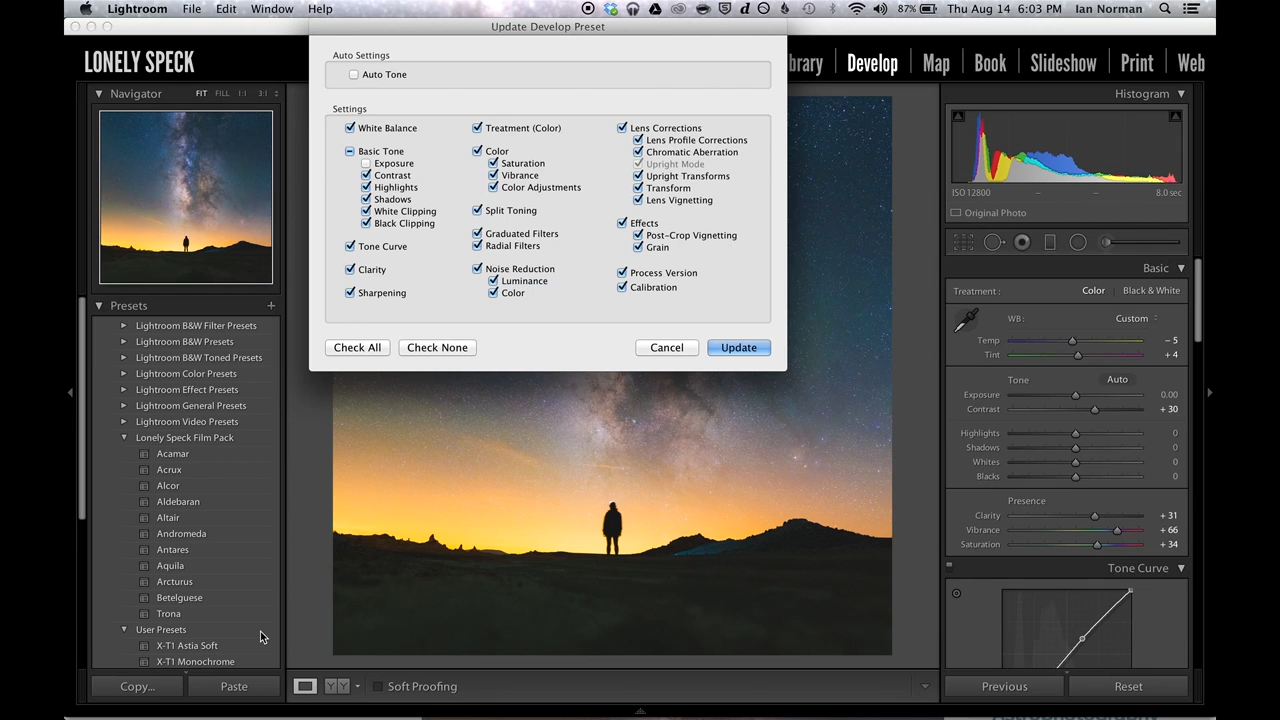 Lightroom File Edit Window Help 87% Thu Aug 14 6:03 PM Ian Norman
Update Develop Preset
LONELY SPECK
Develop Map Book Slideshow Print Web
Auto Settings
Auto Tone
Settings
White Balance
Basic Tone
Exposure
Contrast
Highlights
Shadows
White Clipping
Black Clipping
Tone Curve
Clarity
Sharpening
Treatment (Color)
Color
Saturation
Vibrance
Color Adjustments
Split Toning
Graduated Filters
Radial Filters
Noise Reduction
Luminance
Color
Lens Corrections
Lens Profile Corrections
Chromatic Aberration
Upright Mode
Upright Transforms
Transform
Lens Vignetting
Effects
Post-Crop Vignetting
Grain
Process Version
Calibration
Check All Check None Cancel Update
Navigator FIT FILL 1:1 3:1
Presets +
Lightroom B&W Filter Presets
Lightroom B&W Presets
Lightroom B&W Toned Presets
Lightroom Color Presets
Lightroom Effect Presets
Lightroom General Presets
Lightroom Video Presets
Lonely Speck Film Pack
Acamar
Acrux
Alcor
Aldebaran
Altair
Andromeda
Antares
Aquila
Arcturus
Betelguese
Trona
User Presets
X-T1 Astia Soft
X-T1 Monochrome
Copy... Paste
YY Soft Proofing
Histogram
ISO 12800 – – 8.0 sec
Original Photo
Basic
Treatment : Color Black & White
WB: Custom
Temp – 5
Tint + 4
Tone Auto
Exposure 0.00
Contrast + 30
Highlights 0
Shadows 0
Whites 0
Blacks 0
Presence
Clarity + 31
Vibrance + 66
Saturation + 34
Tone Curve
Previous Reset